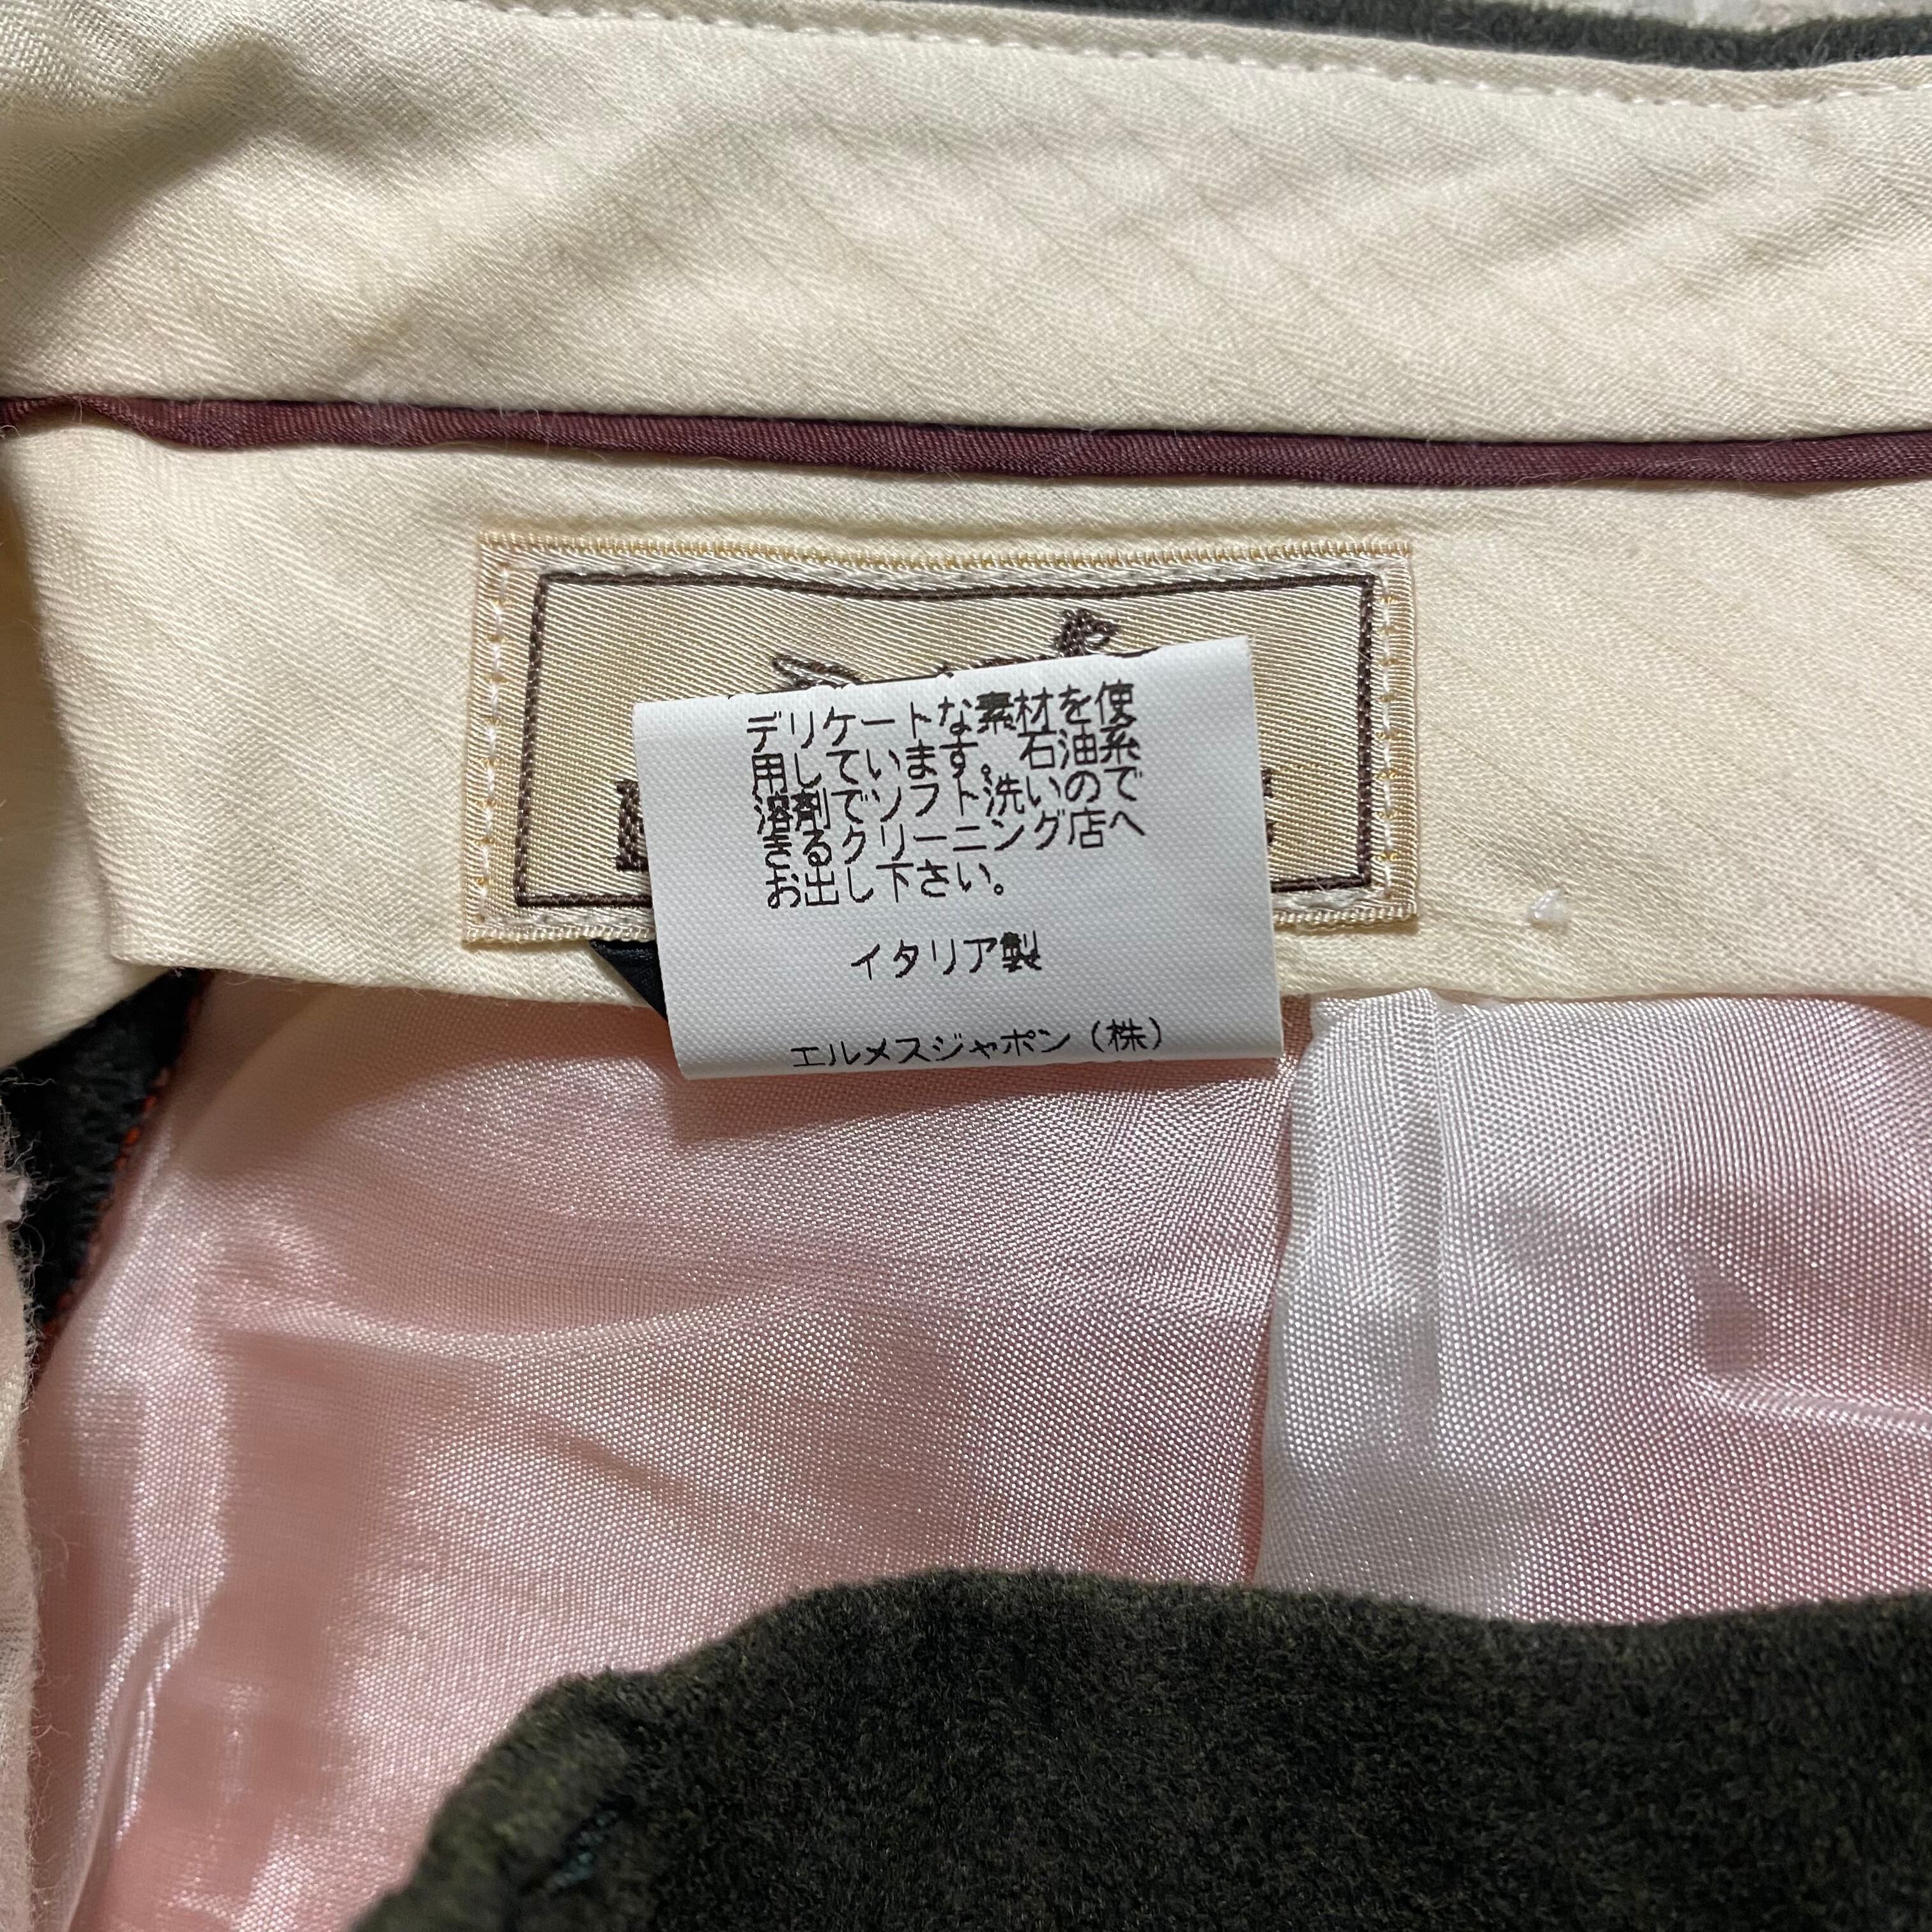 デリケートな素材を使
用しています。石油系
溶剤でソフト洗いので
きるクリーニング店へ
お出し下さい。
イタリア製
エルメスジャポン(株)